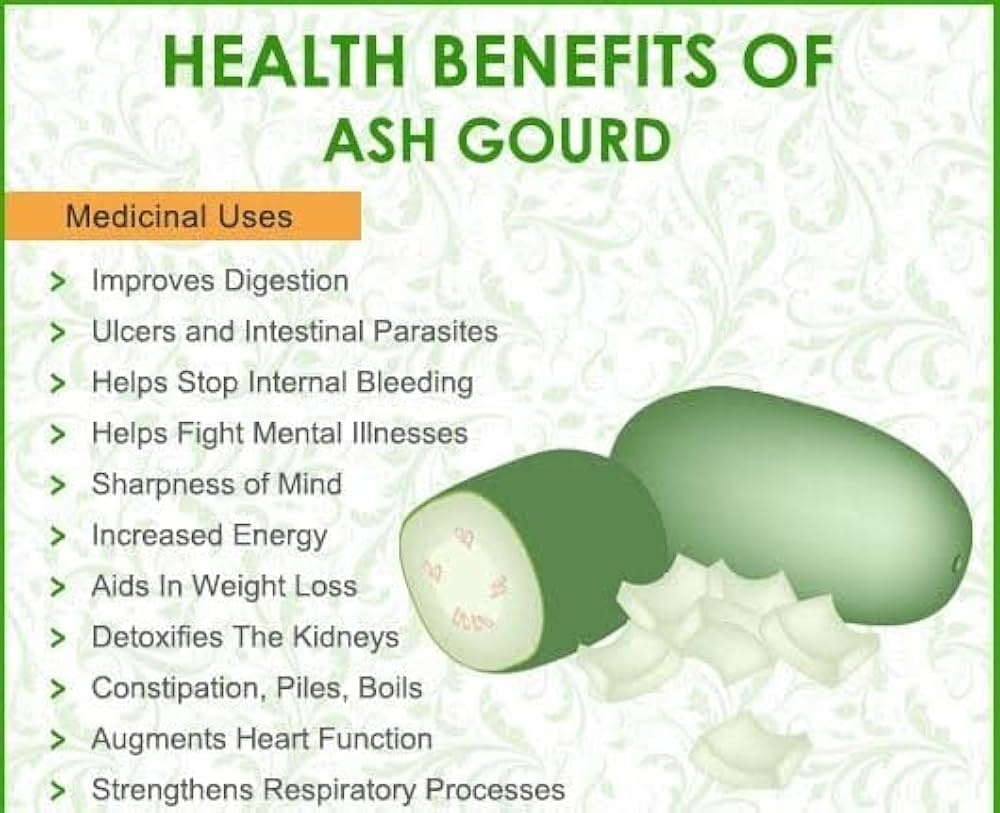 HEALTH BENEFITS OF
ASH GOURD
Medicinal Uses
> Improves Digestion
> Ulcers and Intestinal Parasites
> Helps Stop Internal Bleeding
> Helps Fight Mental Illnesses
> Sharpness of Mind
> Increased Energy
> Aids In Weight Loss
> Detoxifies The Kidneys
> Constipation, Piles, Boils
> Augments Heart Function
> Strengthens Respiratory Processes